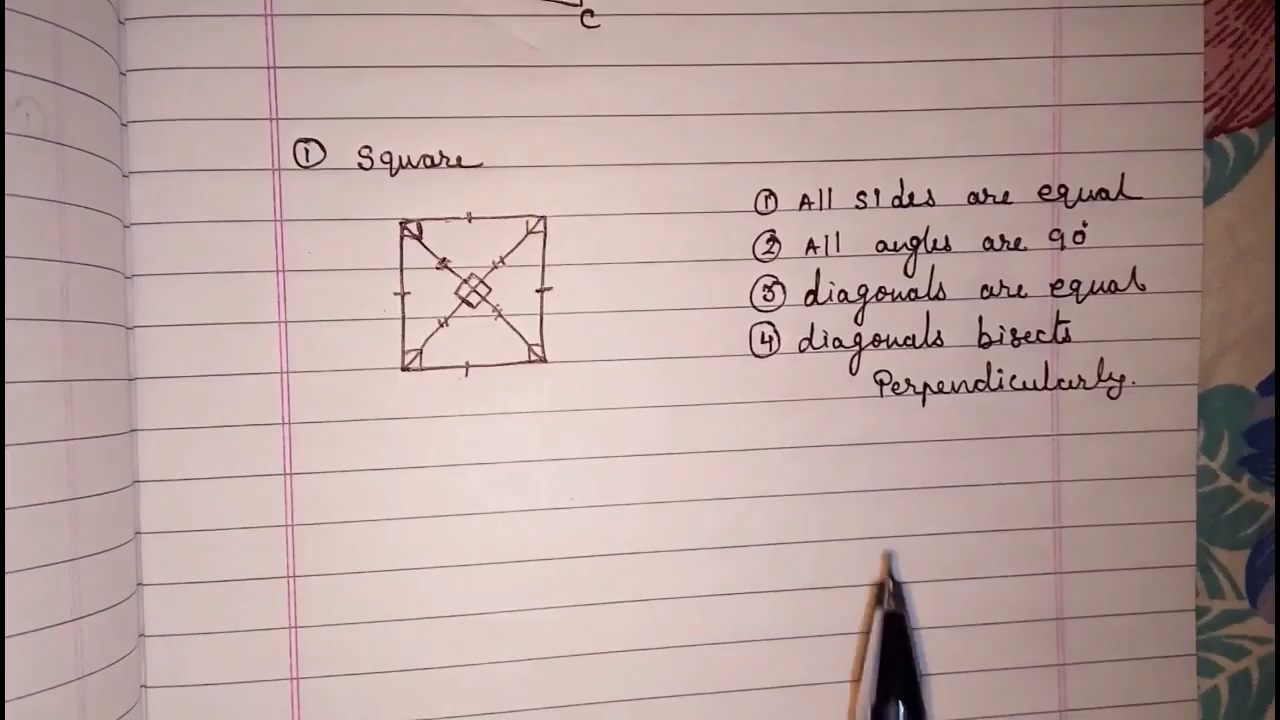 C
① Square
① All sides are equal
② All angles are 90°
③ diagonals are equal
④ diagonals bisects
Perpendicularly.